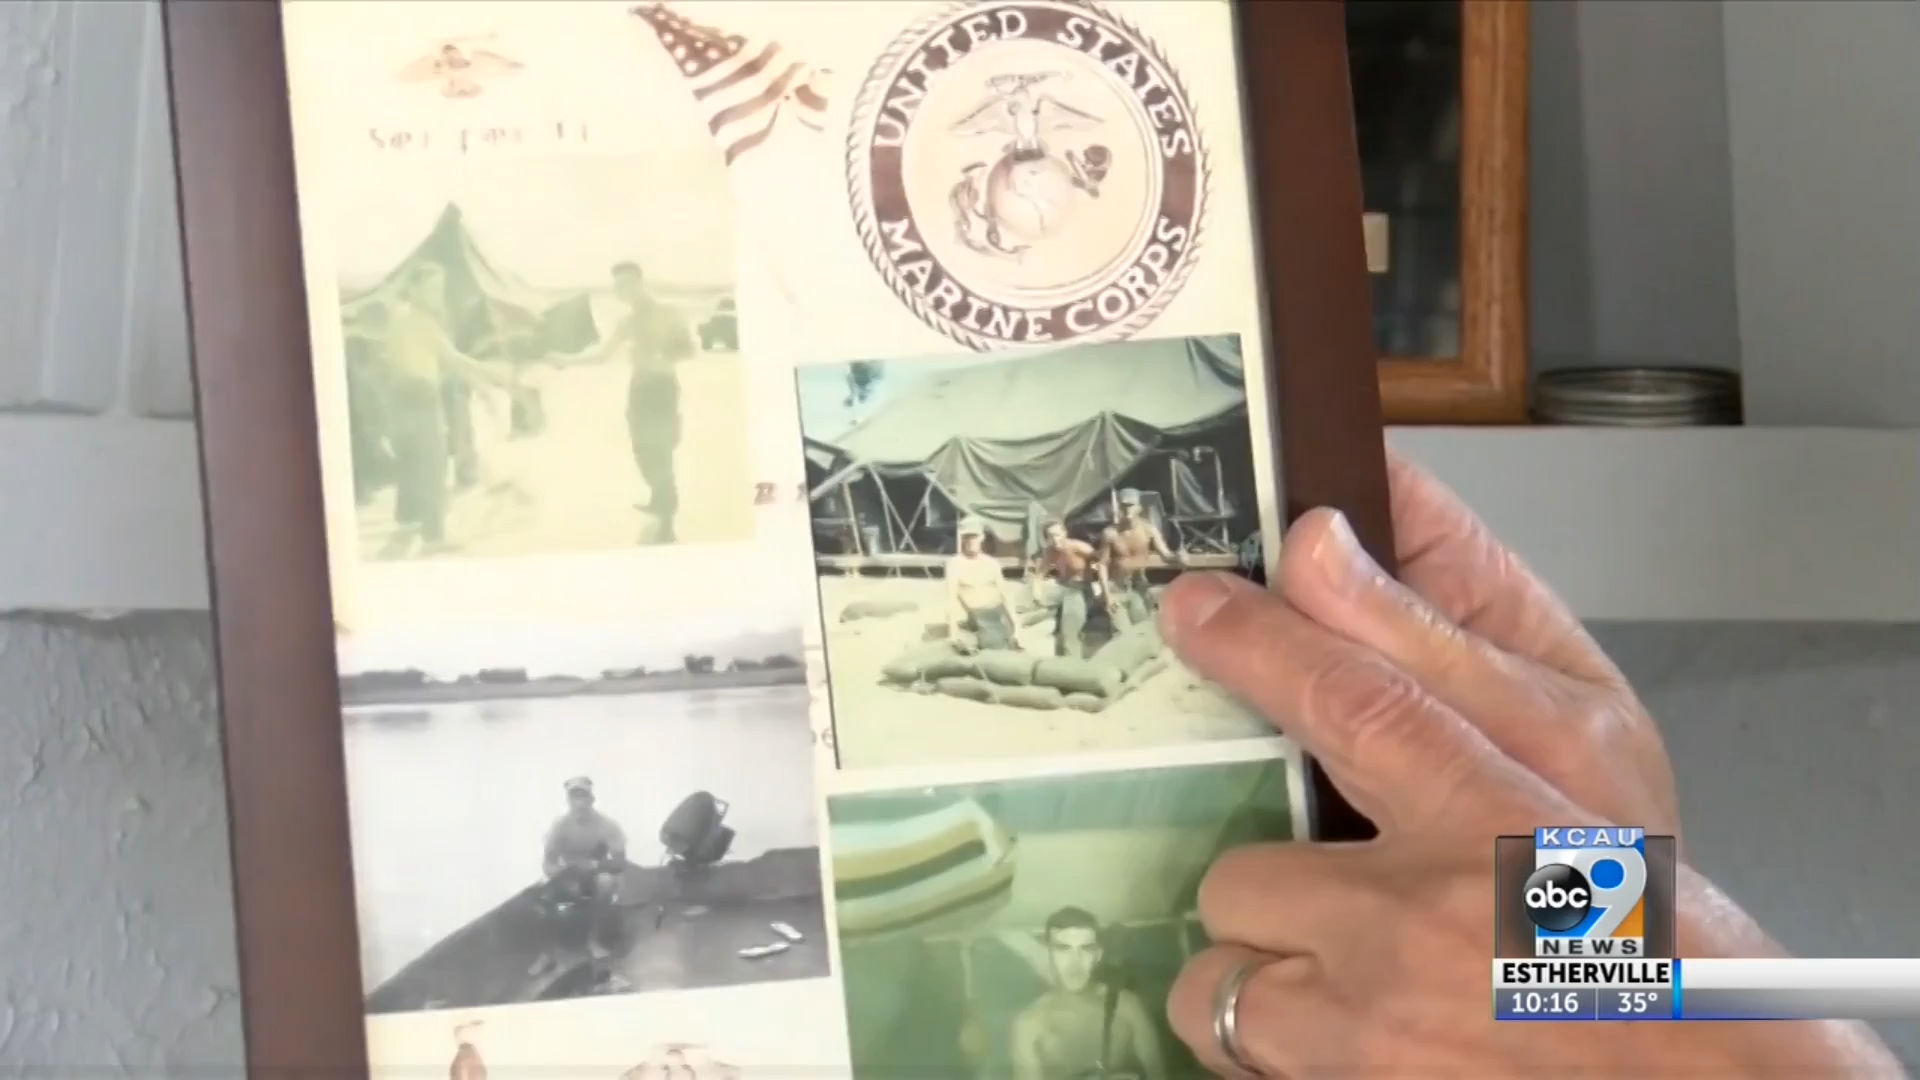 UNITED STATES
MARINE CORPS
KCAU
abc 9
NEWS
ESTHERVILLE
10:16 35°